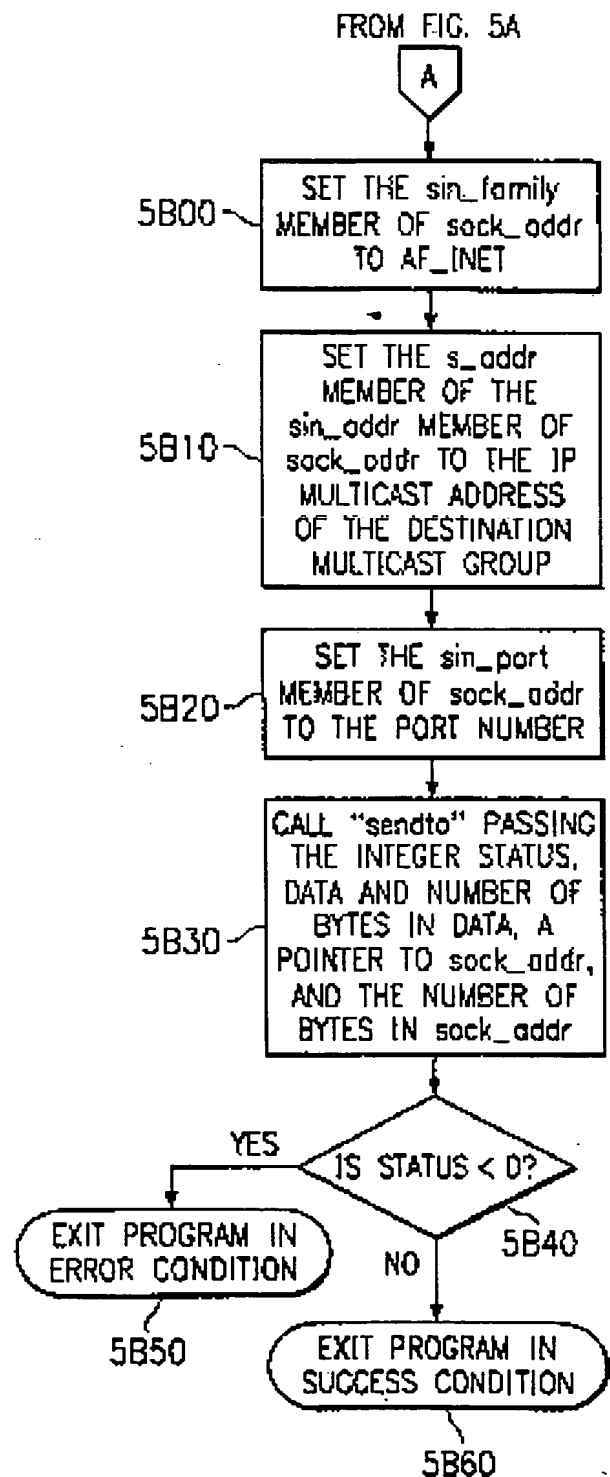 FROM FIG. 5A
A
5B00
SET THE sin_family
MEMBER OF sock_addr
TO AF_INET
5B10
SET THE s_addr
MEMBER OF THE
sin_addr MEMBER OF
sock_addr TO THE IP
MULTICAST ADDRESS
OF THE DESTINATION
MULTICAST GROUP
5B20
SET THE sin_port
MEMBER OF sock_addr
TO THE PORT NUMBER
5B30
CALL "sendto" PASSING
THE INTEGER STATUS,
DATA AND NUMBER OF
BYTES IN DATA, A
POINTER TO sock_addr,
AND THE NUMBER OF
BYTES IN sock_addr
YES
IS STATUS < 0?
5B40
EXIT PROGRAM IN
ERROR CONDITION
5B50
NO
EXIT PROGRAM IN
SUCCESS CONDITION
5B60